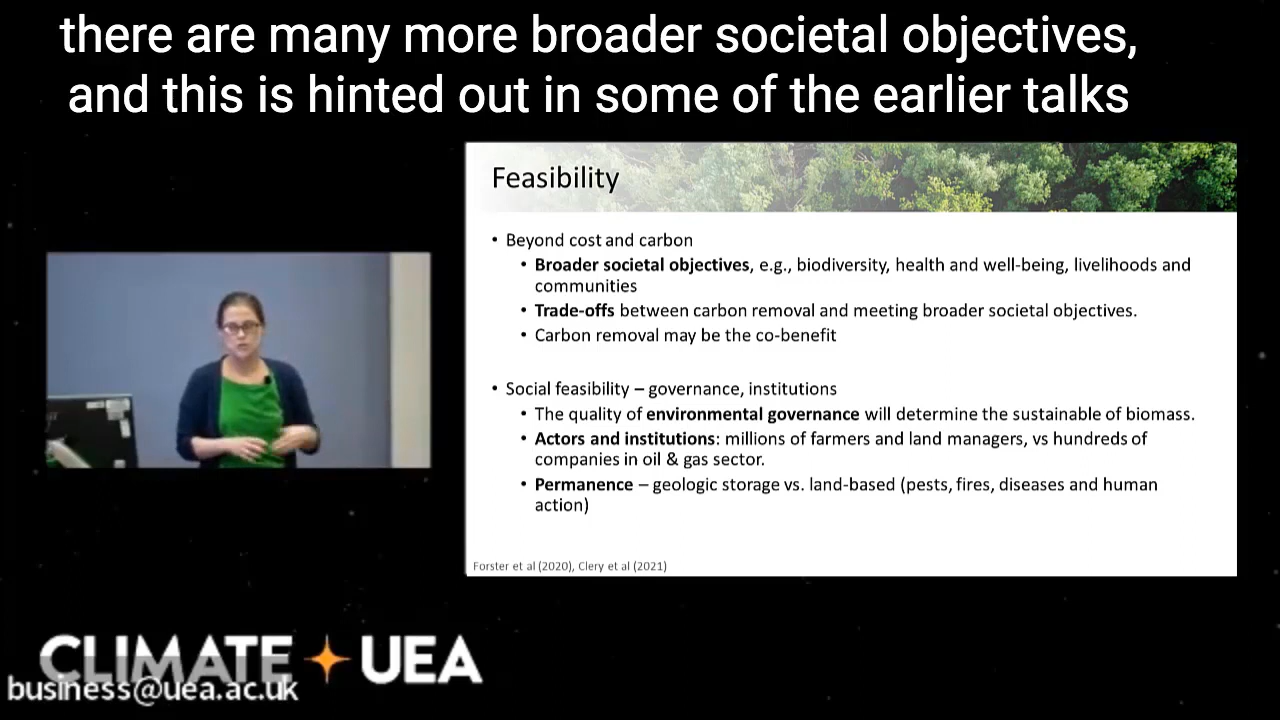 there are many more broader societal objectives,
and this is hinted out in some of the earlier talks
Feasibility
• Beyond cost and carbon
• Broader societal objectives, e.g., biodiversity, health and well-being, livelihoods and
communities
• Trade-offs between carbon removal and meeting broader societal objectives.
• Carbon removal may be the co-benefit
• Social feasibility – governance, institutions
• The quality of environmental governance will determine the sustainable of biomass.
• Actors and institutions: millions of farmers and land managers, vs hundreds of
companies in oil & gas sector.
• Permanence – geologic storage vs. land-based (pests, fires, diseases and human
action)
Forster et al (2020), Clery et al (2021)
CLIMATE UEA
business@uea.ac.uk